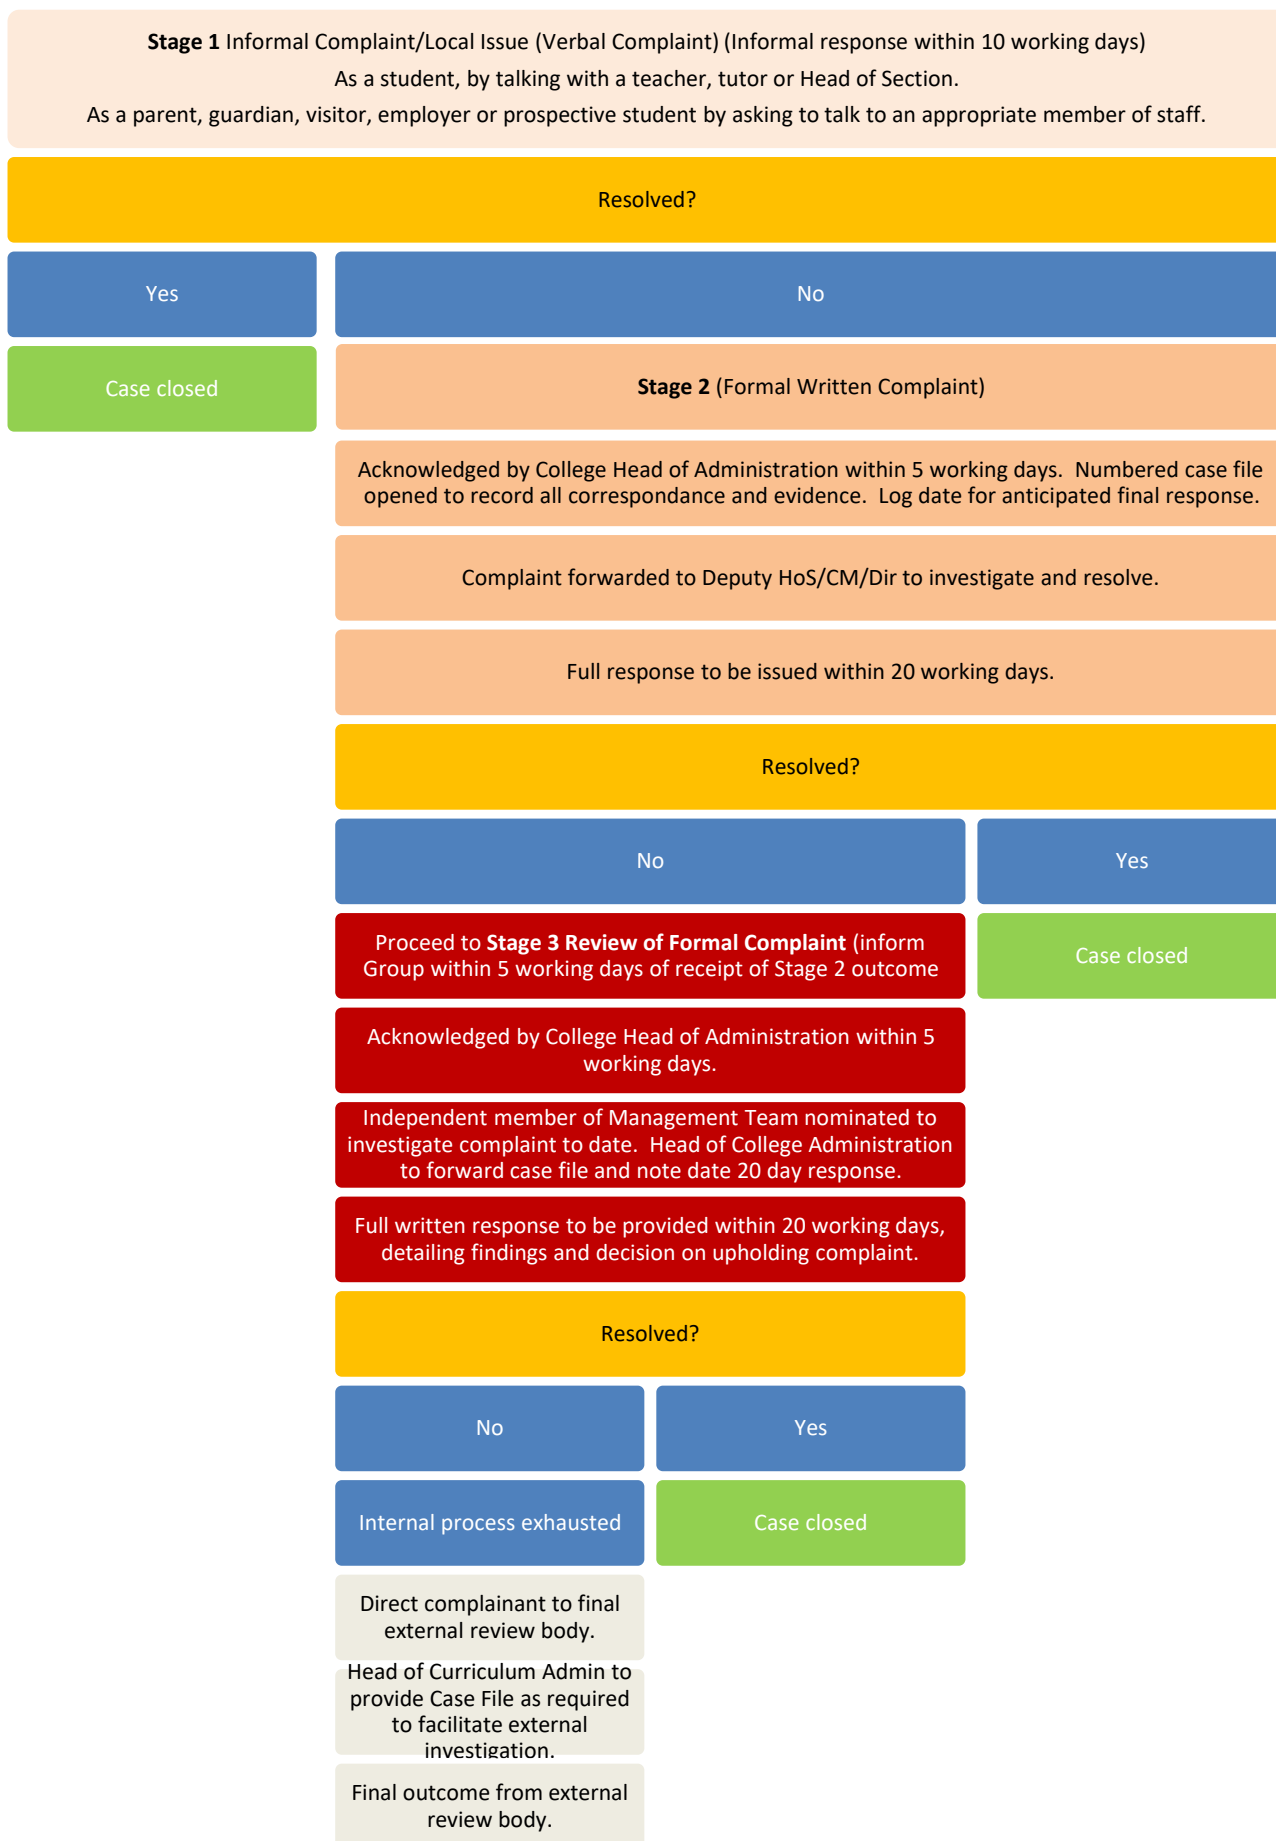 Stage 1 Informal Complaint/Local Issue (Verbal Complaint) (Informal response within 10 working days)
As a student, by talking with a teacher, tutor or Head of Section.
As a parent, guardian, visitor, employer or prospective student by asking to talk to an appropriate member of staff.
Resolved?
Yes
No
Case closed
Stage 2 (Formal Written Complaint)
Acknowledged by College Head of Administration within 5 working days.  Numbered case file
opened to record all correspondance and evidence.  Log date for anticipated final response.
Complaint forwarded to Deputy HoS/CM/Dir to investigate and resolve.
Full response to be issued within 20 working days.
Resolved?
No
Yes
Proceed to Stage 3 Review of Formal Complaint (inform
Group within 5 working days of receipt of Stage 2 outcome
Case closed
Acknowledged by College Head of Administration within 5
working days.
Independent member of Management Team nominated to
investigate complaint to date.  Head of College Administration
to forward case file and note date 20 day response.
Full written response to be provided within 20 working days,
detailing findings and decision on upholding complaint.
Resolved?
No
Yes
Internal process exhausted
Case closed
Direct complainant to final
external review body.
Head of Curriculum Admin to
provide Case File as required
to facilitate external
investigation.
Final outcome from external
review body.